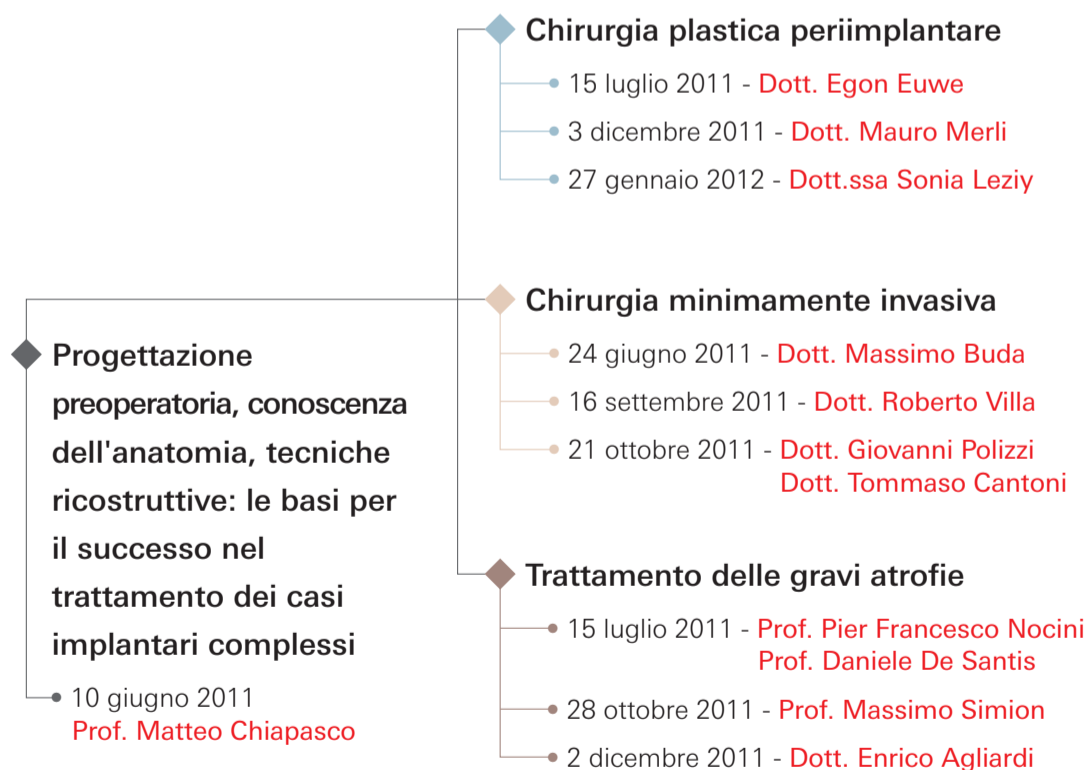 Chirurgia plastica periimplantare
15 luglio 2011 - Dott. Egon Euwe
3 dicembre 2011 - Dott. Mauro Merli
27 gennaio 2012 - Dott.ssa Sonia Leziy
Chirurgia minimamente invasiva
24 giugno 2011 - Dott. Massimo Buda
16 settembre 2011 - Dott. Roberto Villa
21 ottobre 2011 - Dott. Giovanni Polizzi
Dott. Tommaso Cantoni
Progettazione
preoperatoria, conoscenza
dell'anatomia, tecniche
ricostruttive: le basi per
il successo nel
trattamento dei casi
implantari complessi
10 giugno 2011
Prof. Matteo Chiapasco
Trattamento delle gravi atrofie
15 luglio 2011 - Prof. Pier Francesco Nocini
Prof. Daniele De Santis
28 ottobre 2011 - Prof. Massimo Simion
2 dicembre 2011 - Dott. Enrico Agliardi